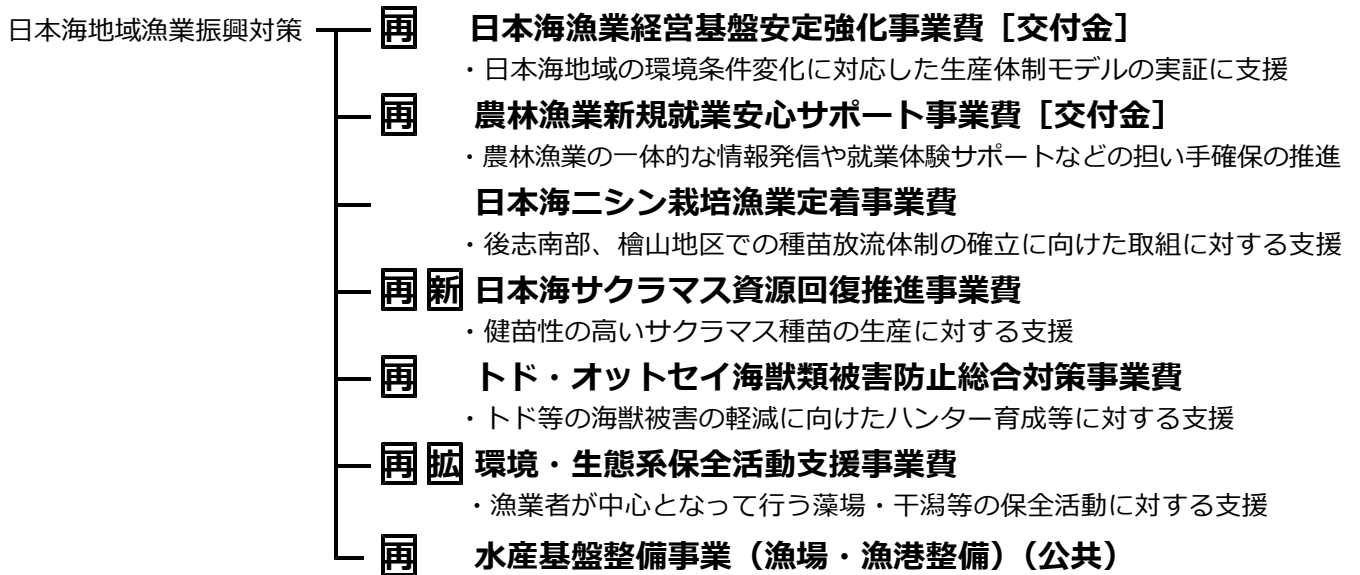 日本海地域漁業振興対策 再 日本海漁業経営基盤安定強化事業費［交付金］
・日本海地域の環境条件変化に対応した生産体制モデルの実証に支援
再 農林漁業新規就業安心サポート事業費［交付金］
・農林漁業の一体的な情報発信や就業体験サポートなどの担い手確保の推進
日本海ニシン栽培漁業定着事業費
・後志南部、檜山地区での種苗放流体制の確立に向けた取組に対する支援
再 新 日本海サクラマス資源回復推進事業費
・健苗性の高いサクラマス種苗の生産に対する支援
再 トド・オットセイ海獣類被害防止総合対策事業費
・トド等の海獣被害の軽減に向けたハンター育成等に対する支援
再 拡 環境・生態系保全活動支援事業費
・漁業者が中心となって行う藻場・干潟等の保全活動に対する支援
再 水産基盤整備事業（漁場・漁港整備）（公共）